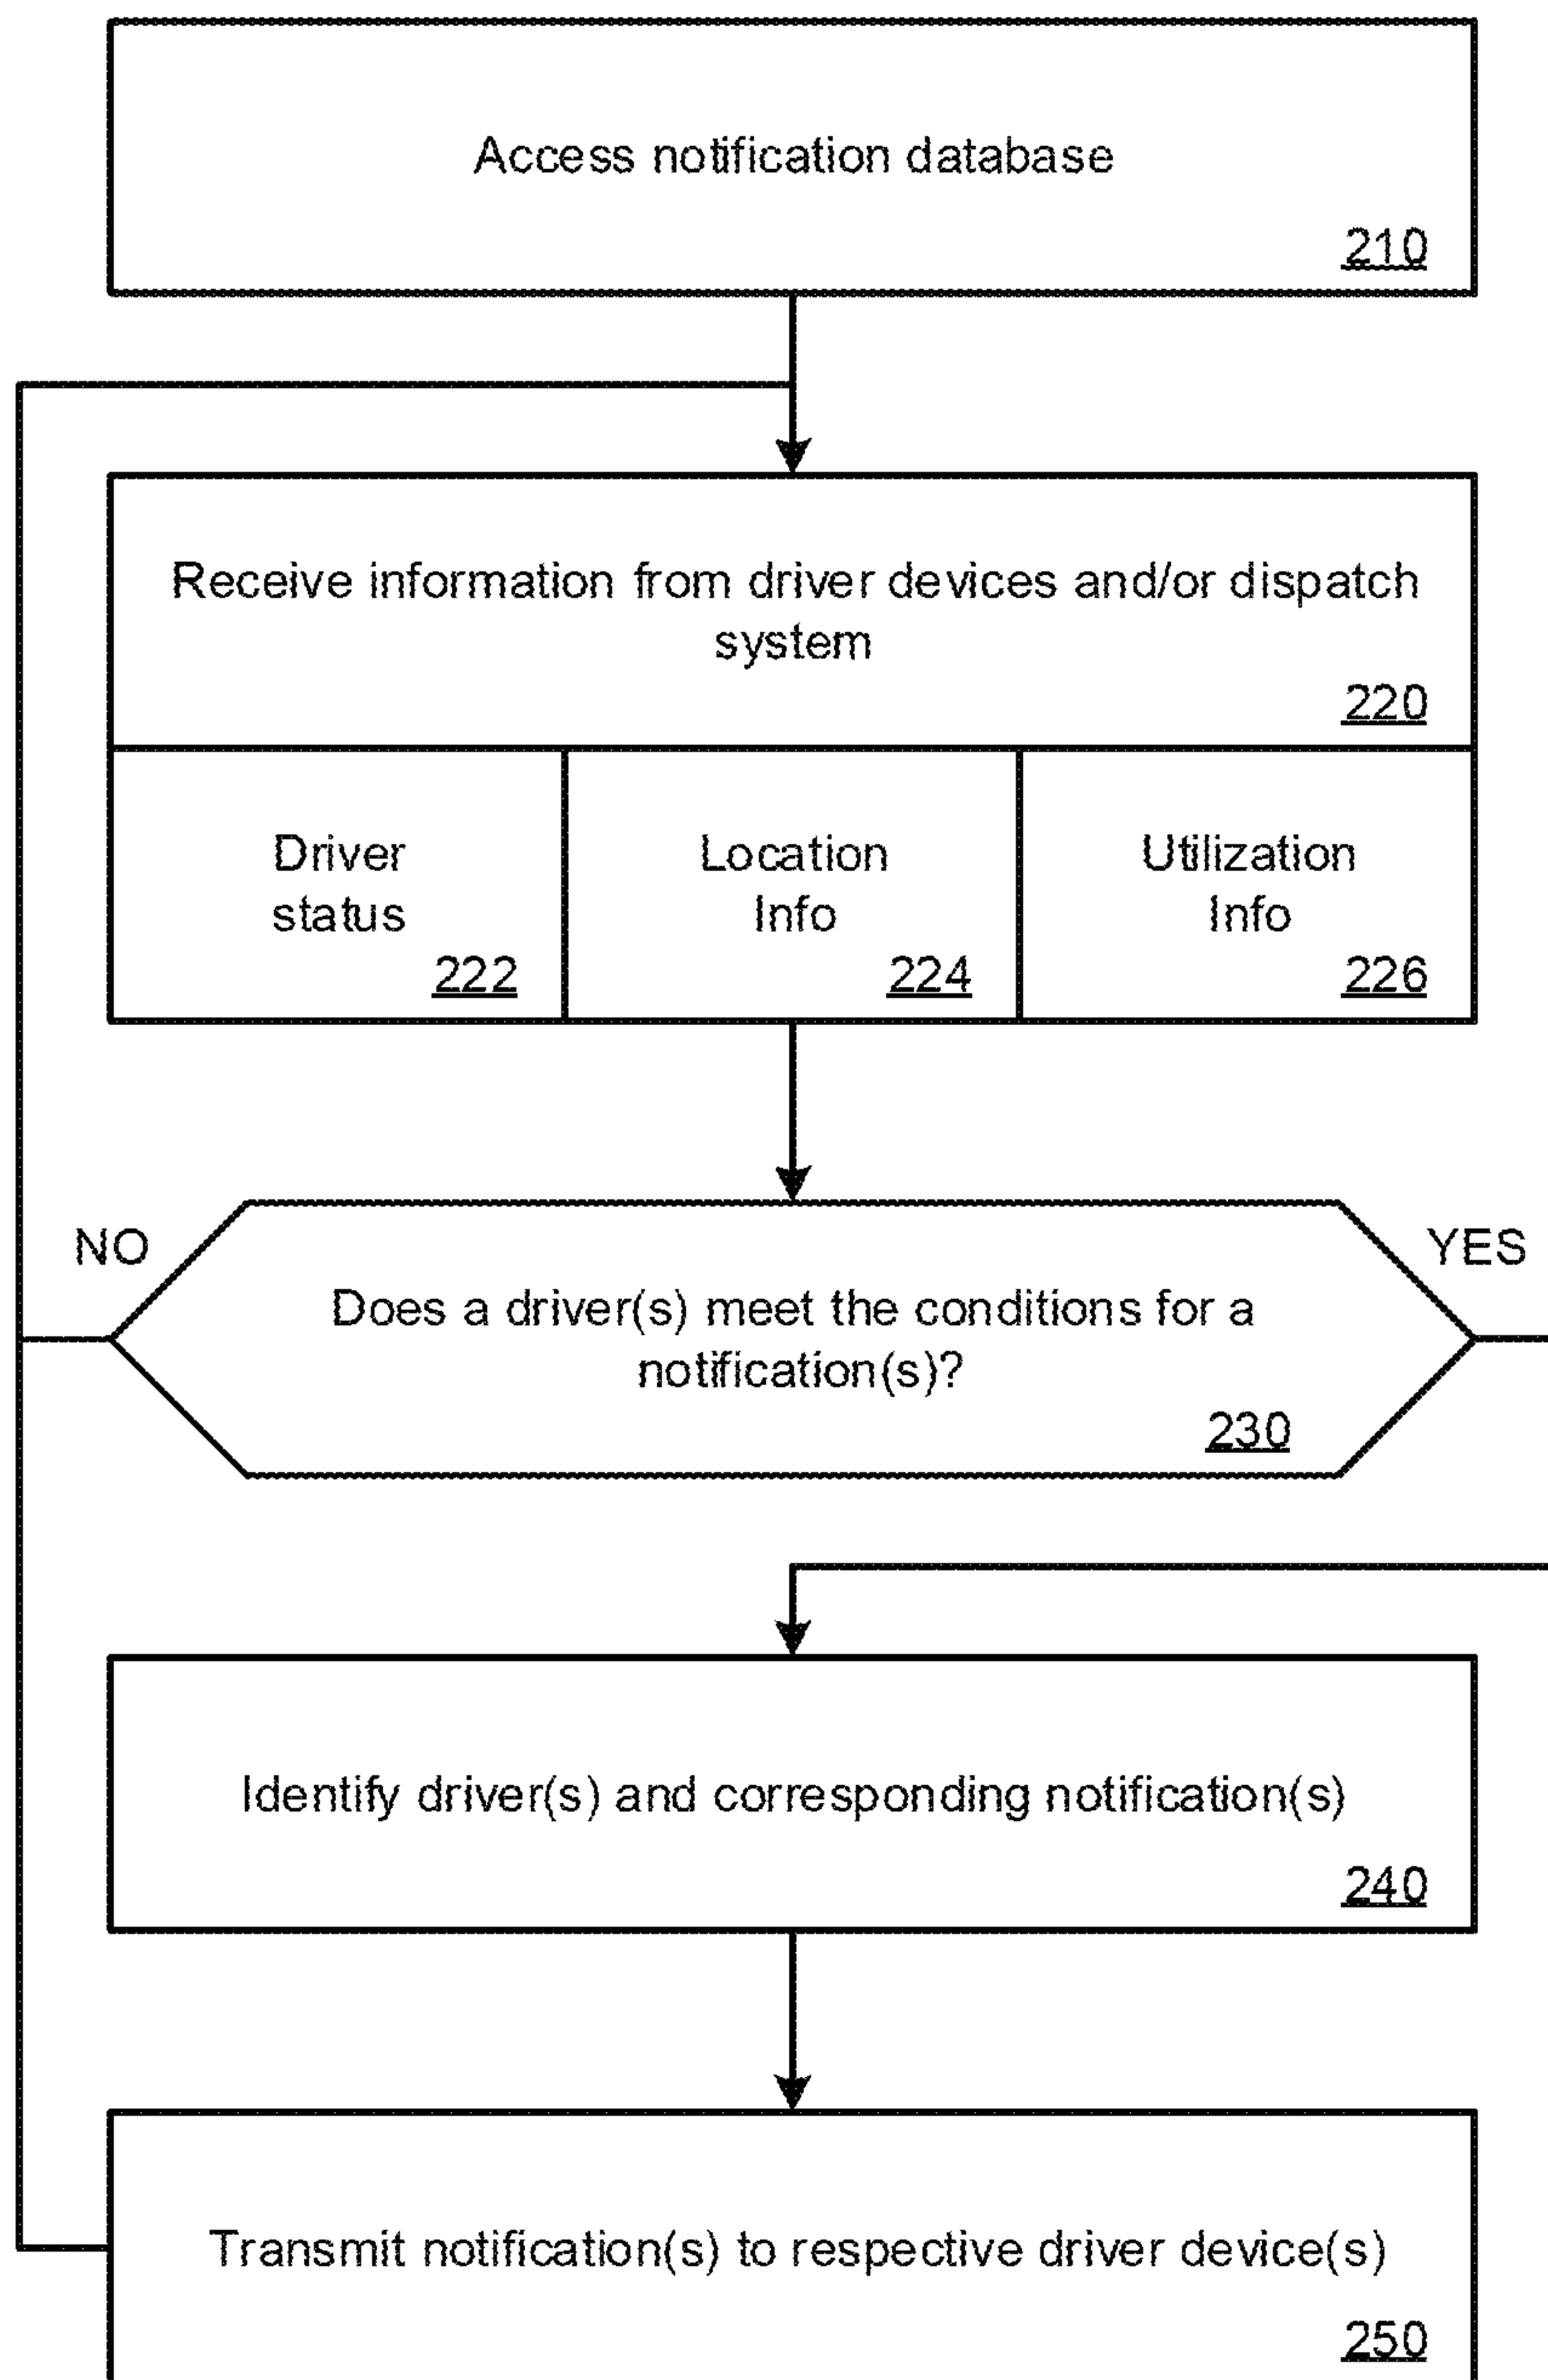 Access notification database
210
Receive information from driver devices and/or dispatch
system
220
Driver
status
222
Location
Info
224
Utilization
Info
226
NO
YES
Does a driver(s) meet the conditions for a
notification(s)?
230
Identify driver(s) and corresponding notification(s)
240
Transmit notification(s) to respective driver device(s)
250